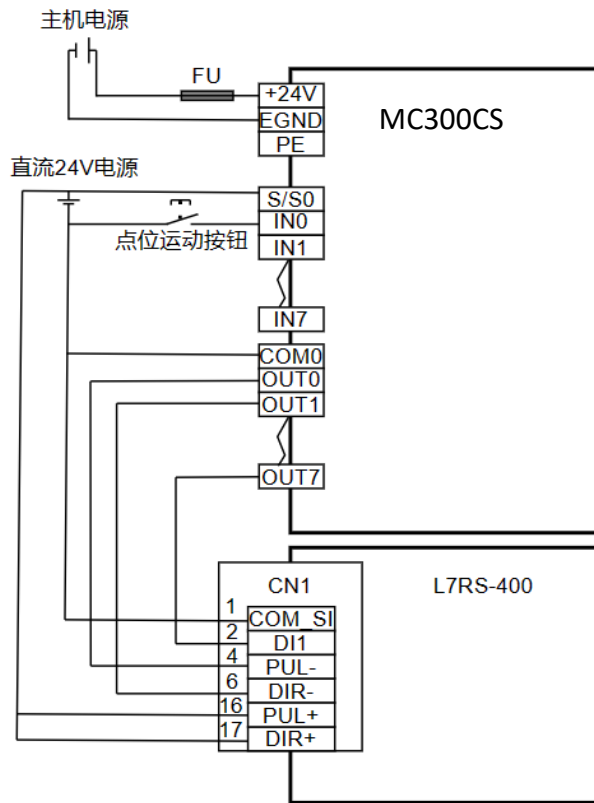 主机电源
FU
+24V
EGND
PE
MC300CS
直流24V电源
S/S0
IN0
点位运动按钮
IN1
IN7
COM0
OUT0
OUT1
OUT7
CN1
L7RS-400
1 COM_SI
2 DI1
4 PUL-
6 DIR-
16 PUL+
17 DIR+